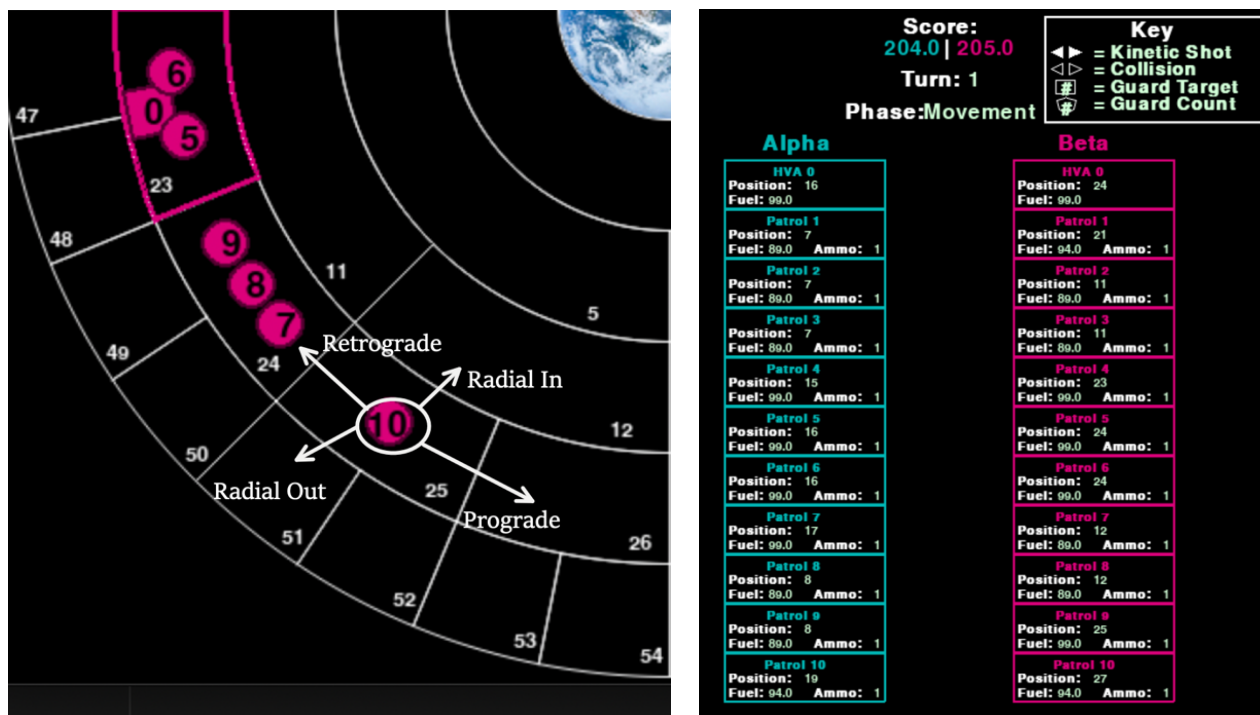 6
0
5
47
23
48
9
11
8
5
7
Retrograde
49
24
Radial In
10
12
50
Radial Out
25
Prograde
51
26
52
53
54
Score:
204.0 | 205.0
Turn: 1
Phase:Movement
Key
= Kinetic Shot
= Collision
# = Guard Target
# = Guard Count
Alpha
HVA 0
Position: 16
Fuel: 99.0
Patrol 1
Position: 7
Fuel: 89.0 Ammo: 1
Patrol 2
Position: 7
Fuel: 89.0 Ammo: 1
Patrol 3
Position: 7
Fuel: 89.0 Ammo: 1
Patrol 4
Position: 15
Fuel: 99.0 Ammo: 1
Patrol 5
Position: 16
Fuel: 99.0 Ammo: 1
Patrol 6
Position: 16
Fuel: 99.0 Ammo: 1
Patrol 7
Position: 17
Fuel: 99.0 Ammo: 1
Patrol 8
Position: 8
Fuel: 89.0 Ammo: 1
Patrol 9
Position: 8
Fuel: 89.0 Ammo: 1
Patrol 10
Position: 19
Fuel: 94.0 Ammo: 1
Beta
HVA 0
Position: 24
Fuel: 99.0
Patrol 1
Position: 21
Fuel: 94.0 Ammo: 1
Patrol 2
Position: 11
Fuel: 89.0 Ammo: 1
Patrol 3
Position: 11
Fuel: 89.0 Ammo: 1
Patrol 4
Position: 23
Fuel: 99.0 Ammo: 1
Patrol 5
Position: 24
Fuel: 99.0 Ammo: 1
Patrol 6
Position: 24
Fuel: 99.0 Ammo: 1
Patrol 7
Position: 12
Fuel: 89.0 Ammo: 1
Patrol 8
Position: 12
Fuel: 89.0 Ammo: 1
Patrol 9
Position: 25
Fuel: 99.0 Ammo: 1
Patrol 10
Position: 27
Fuel: 94.0 Ammo: 1